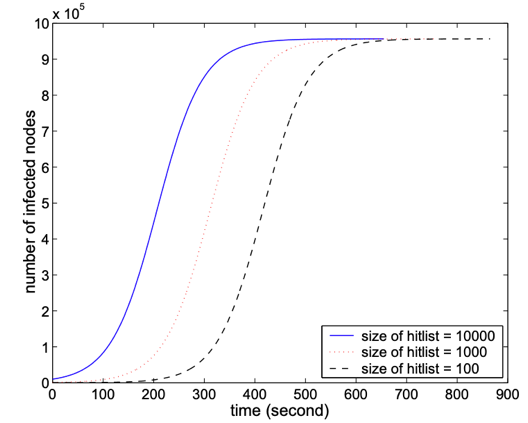 x 10^5
10
9
8
7
6
5
4
3
2
1
0
number of infected nodes
0 100 200 300 400 500 600 700 800 900
time (second)
size of hitlist = 10000
size of hitlist = 1000
size of hitlist = 100